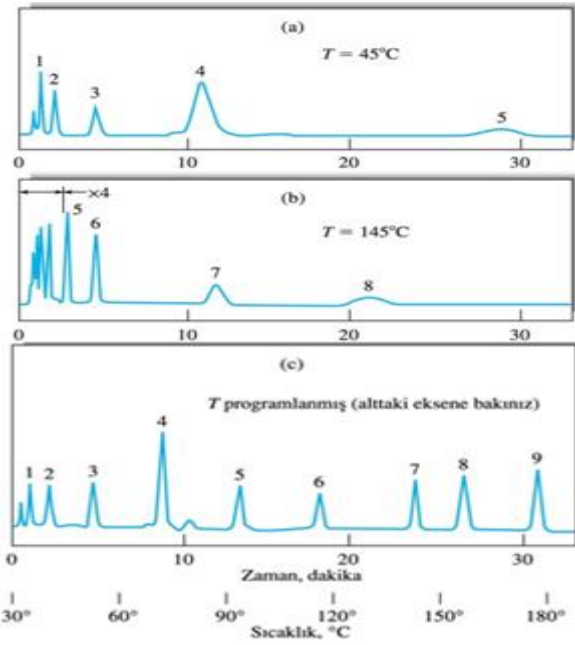 (a)
T = 45°C
1
2
3
4
5
0 10 20 30
(b)
×4
T = 145°C
5
6
7
8
0 10 20 30
(c)
T programlanmış (alttaki eksene bakınız)
1
2
3
4
5
6
7
8
9
0 10 20 30
Zaman, dakika
30° 60° 90° 120° 150° 180°
Sıcaklık, °C